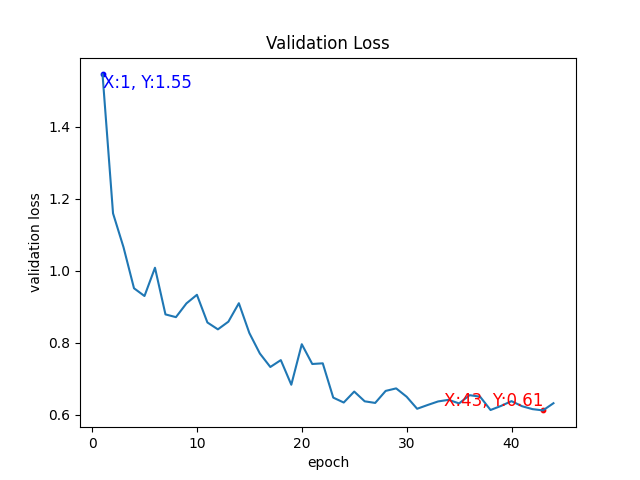 Validation Loss
X:1, Y:1.55
1.4
1.2
1.0
0.8
0.6
validation loss
X:43, Y:0.61
0 10 20 30 40
epoch